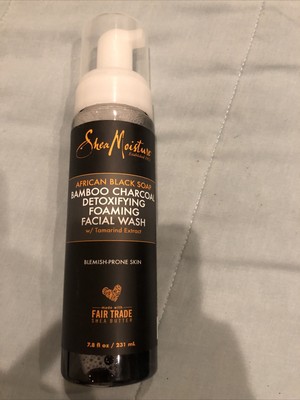 SheaMoisture
AFRICAN BLACK SOAP
BAMBOO CHARCOAL
DETOXIFYING
FOAMING
FACIAL WASH
w/ Tamarind Extract
BLEMISH-PRONE SKIN
made with
FAIR TRADE
SHEA BUTTER
7.8 fl oz / 231 mL